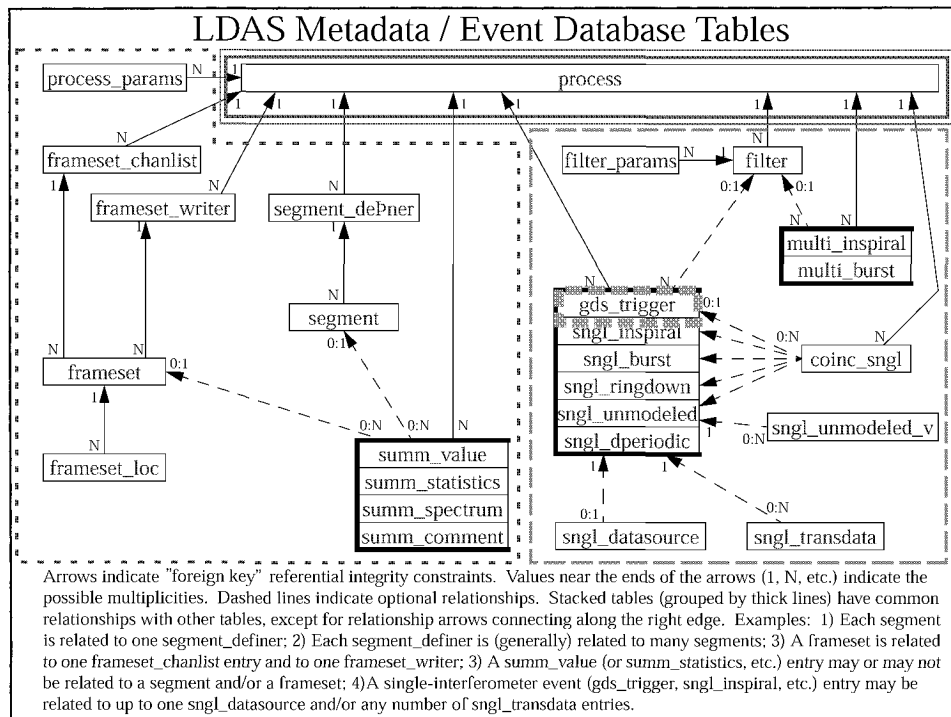 LDAS Metadata / Event Database Tables
process_params N 1 process
1 1 1 1 1 1 1 1 1
N
frameset_chanlist
1
N
frameset_writer
1
N
segment_deÞner
1
filter_params N 1 filter
N
0:1 0:1
N N
multi_inspiral
multi_burst
N
segment
0:1
N N
gds_trigger 0:1
sngl_inspiral
sngl_burst
sngl_ringdown
sngl_unmodeled
sngl_dperiodic
0:N N
coinc_sngl
N N
frameset 0:1
1
N
frameset_loc
0:N 0:N N
summ_value
summ_statistics
summ_spectrum
summ_comment
1 0:N sngl_unmodeled_v
1 1
0:1
sngl_datasource
0:N
sngl_transdata
Arrows indicate "foreign key" referential integrity constraints. Values near the ends of the arrows (1, N, etc.) indicate the
possible multiplicities. Dashed lines indicate optional relationships. Stacked tables (grouped by thick lines) have common
relationships with other tables, except for relationship arrows connecting along the right edge. Examples: 1) Each segment
is related to one segment_definer; 2) Each segment_definer is (generally) related to many segments; 3) A frameset is related
to one frameset_chanlist entry and to one frameset_writer; 3) A summ_value (or summ_statistics, etc.) entry may or may not
be related to a segment and/or a frameset; 4)A single-interferometer event (gds_trigger, sngl_inspiral, etc.) entry may be
related to up to one sngl_datasource and/or any number of sngl_transdata entries.